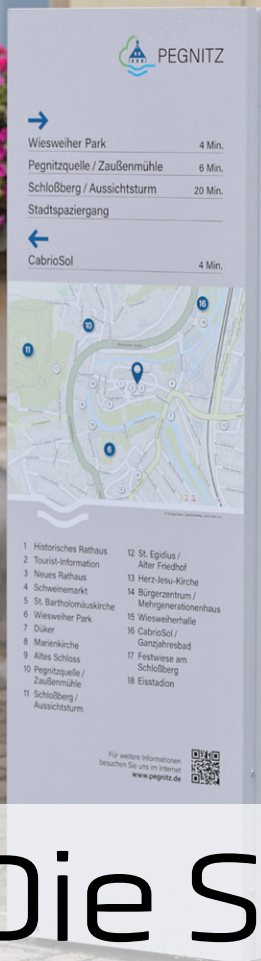 PEGNITZ
→
Wiesweiher Park 4 Min.
Pegnitzquelle / Zaußenmühle 6 Min.
Schloßberg / Aussichtsturm 20 Min.
Stadtspaziergang
←
CabrioSol 4 Min.
16
10
11
6
1 Historisches Rathaus
2 Tourist-Information
3 Neues Rathaus
4 Schweinemarkt
5 St. Bartholomäuskirche
6 Wiesweiher Park
7 Düker
8 Marienkirche
9 Altes Schloss
10 Pegnitzquelle /
Zaußenmühle
11 Schloßberg /
Aussichtsturm
12 St. Egidius /
Alter Friedhof
13 Herz-Jesu-Kirche
14 Bürgerzentrum /
Mehrgenerationenhaus
15 Wiesweiherhalle
16 CabrioSol /
Ganzjahresbad
17 Festwiese am
Schloßberg
18 Eisstadion
Für weitere Informationen
besuchen Sie uns im Internet
www.pegnitz.de
Die S